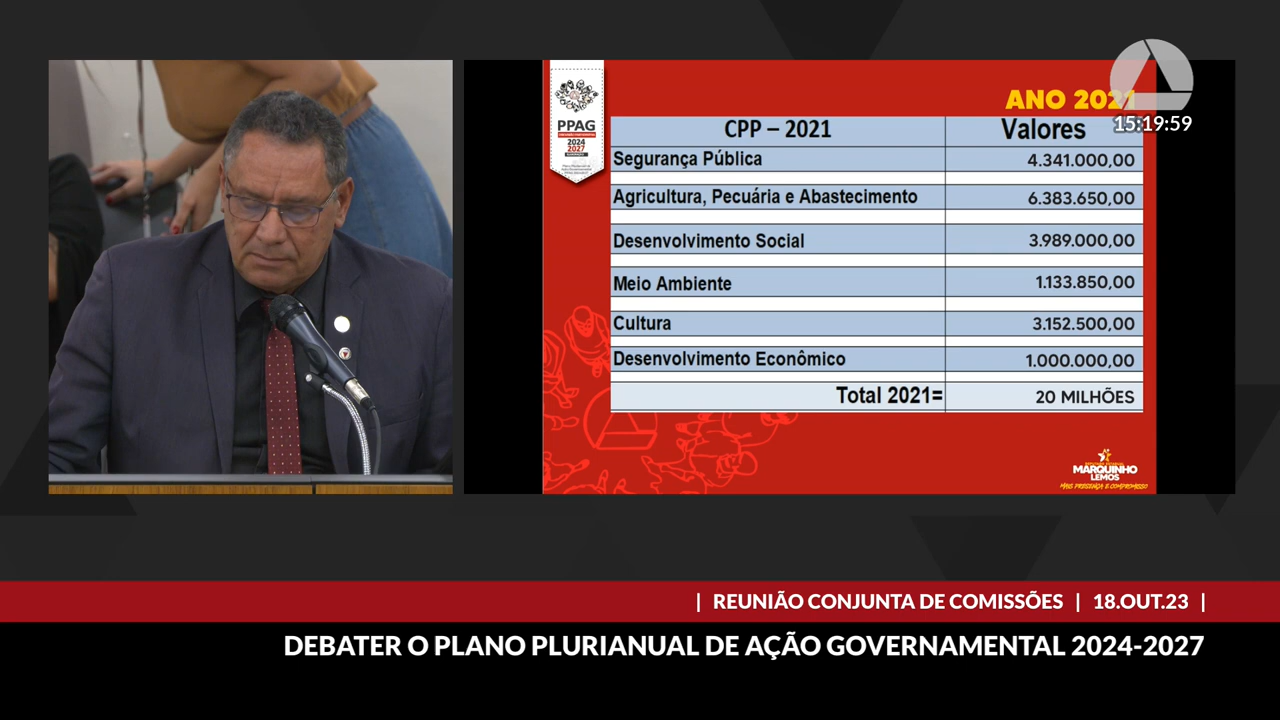 ANO 2021
15:19:59
PPAG
2024
2027
CPP – 2021 Valores
Segurança Pública 4.341.000,00
Agricultura, Pecuária e Abastecimento 6.383.650,00
Desenvolvimento Social 3.989.000,00
Meio Ambiente 1.133.850,00
Cultura 3.152.500,00
Desenvolvimento Econômico 1.000.000,00
Total 2021= 20 MILHÕES
MARQUINHO
LEMOS
MAIS PRESENÇA E COMPROMISSO
| REUNIÃO CONJUNTA DE COMISSÕES | 18.OUT.23 |
DEBATER O PLANO PLURIANUAL DE AÇÃO GOVERNAMENTAL 2024-2027